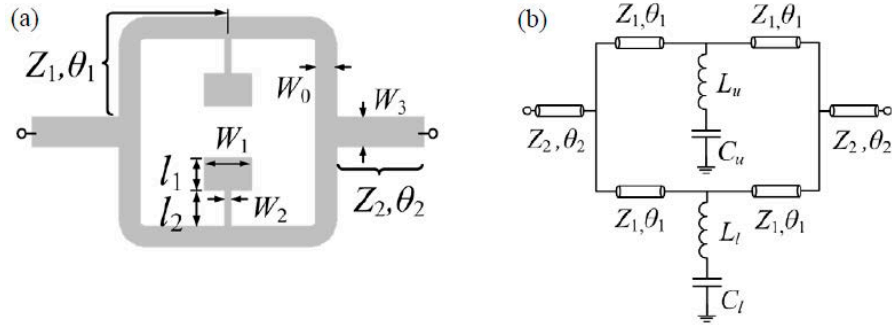 (a)
Z₁,θ₁
W₀
W₃
W₁
l₁
l₂
W₂
Z₂,θ₂
(b)
Z₁,θ₁ Z₁,θ₁
Lᵤ
Cᵤ
Z₂,θ₂ Z₂,θ₂
Z₁,θ₁ Z₁,θ₁
Lₗ
Cₗ